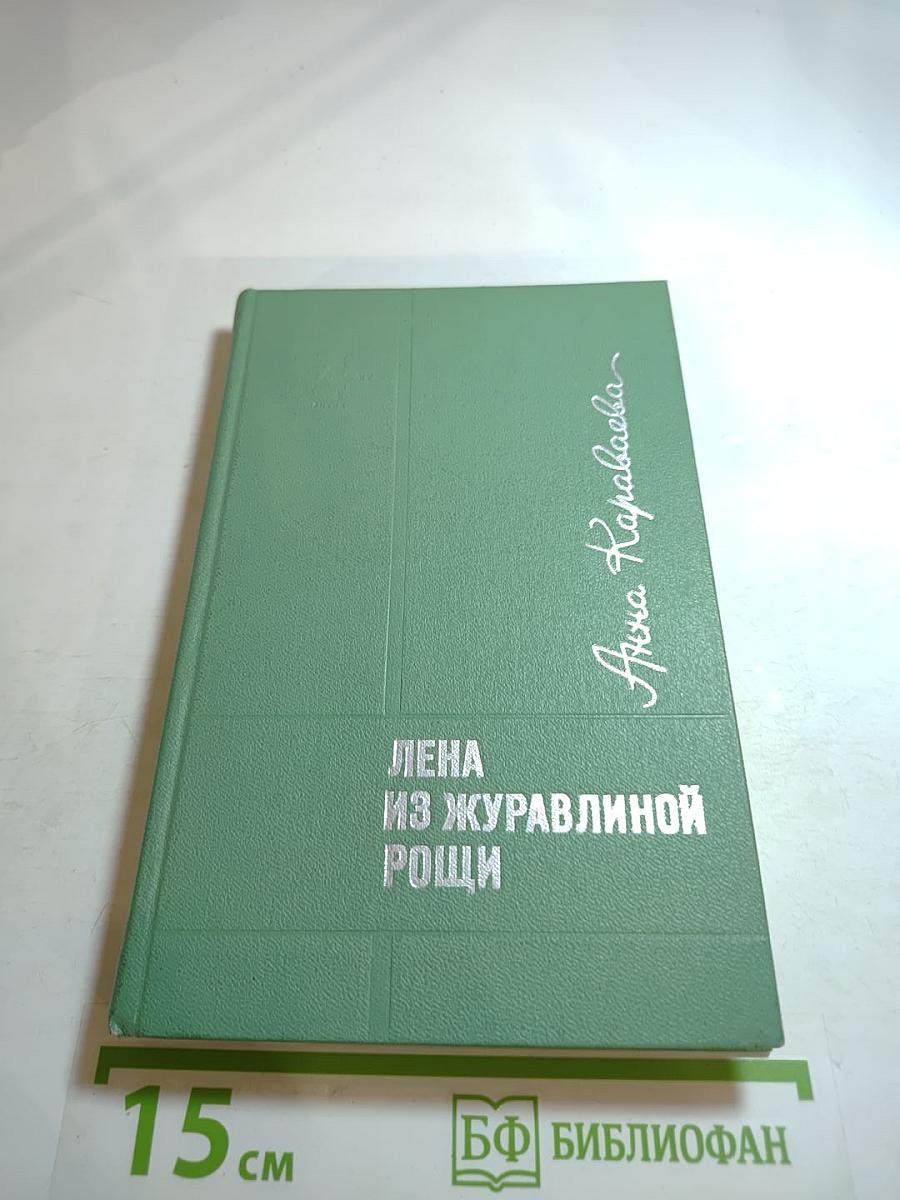 Анна Караваева
ЛЕНА
ИЗ ЖУРАВЛИНОЙ
РОЩИ
15 см
БФ БИБЛИОФАН